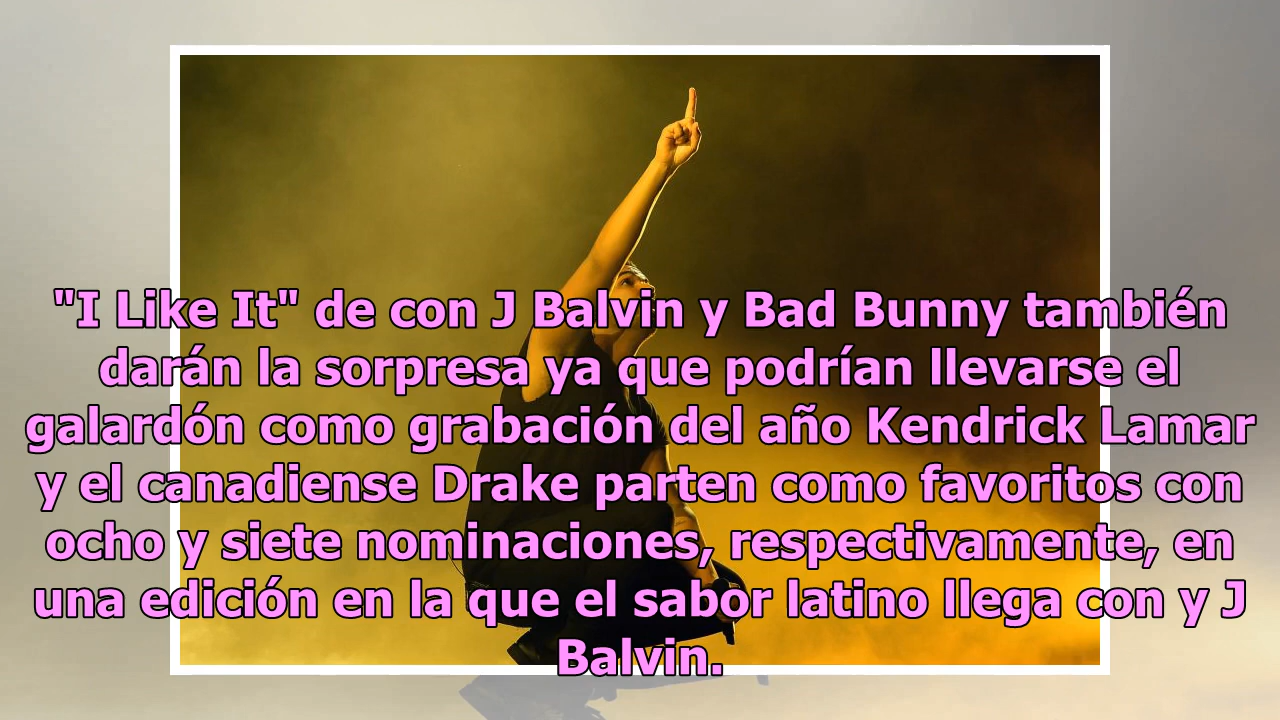 "I Like It" de con J Balvin y Bad Bunny también
darán la sorpresa ya que podrían llevarse el
galardón como grabación del año Kendrick Lamar
y el canadiense Drake parten como favoritos con
ocho y siete nominaciones, respectivamente, en
una edición en la que el sabor latino llega con y J
Balvin.